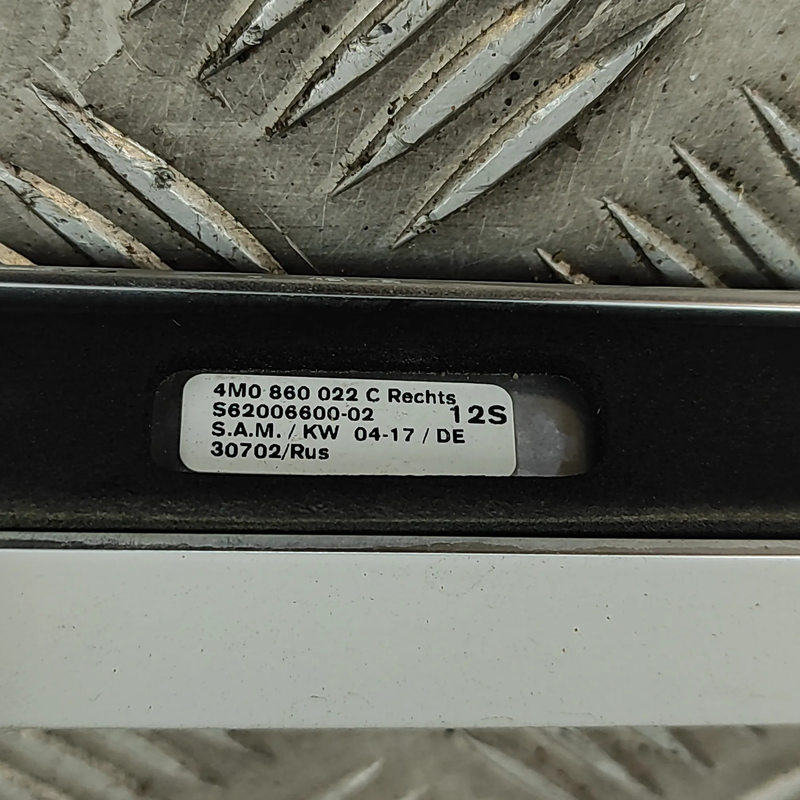 4M0 860 022 C Rechts
S62006600-02 12S
S.A.M. / KW 04-17 / DE
30702/Rus